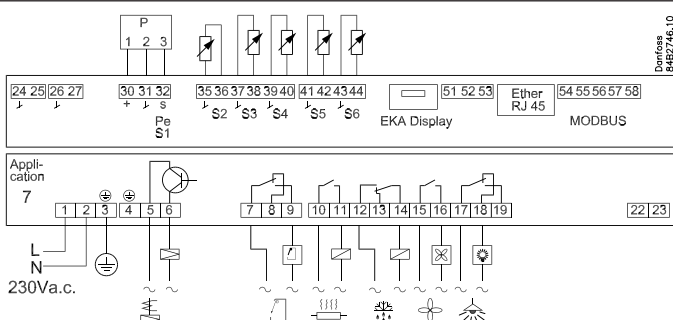 P
1 2 3
Danfoss
84B2746.10
24 25 26 27 30 31 32 35 36 37 38 39 40 41 42 43 44 51 52 53 54 55 56 57 58
+ s
S2 S3 S4 S5 S6
Pe
S1
EKA Display
Ether
RJ 45
MODBUS
Appli-
cation
7
1 2 3 4 5 6 7 8 9 10 11 12 13 14 15 16 17 18 19 22 23
L
N
230Va.c.